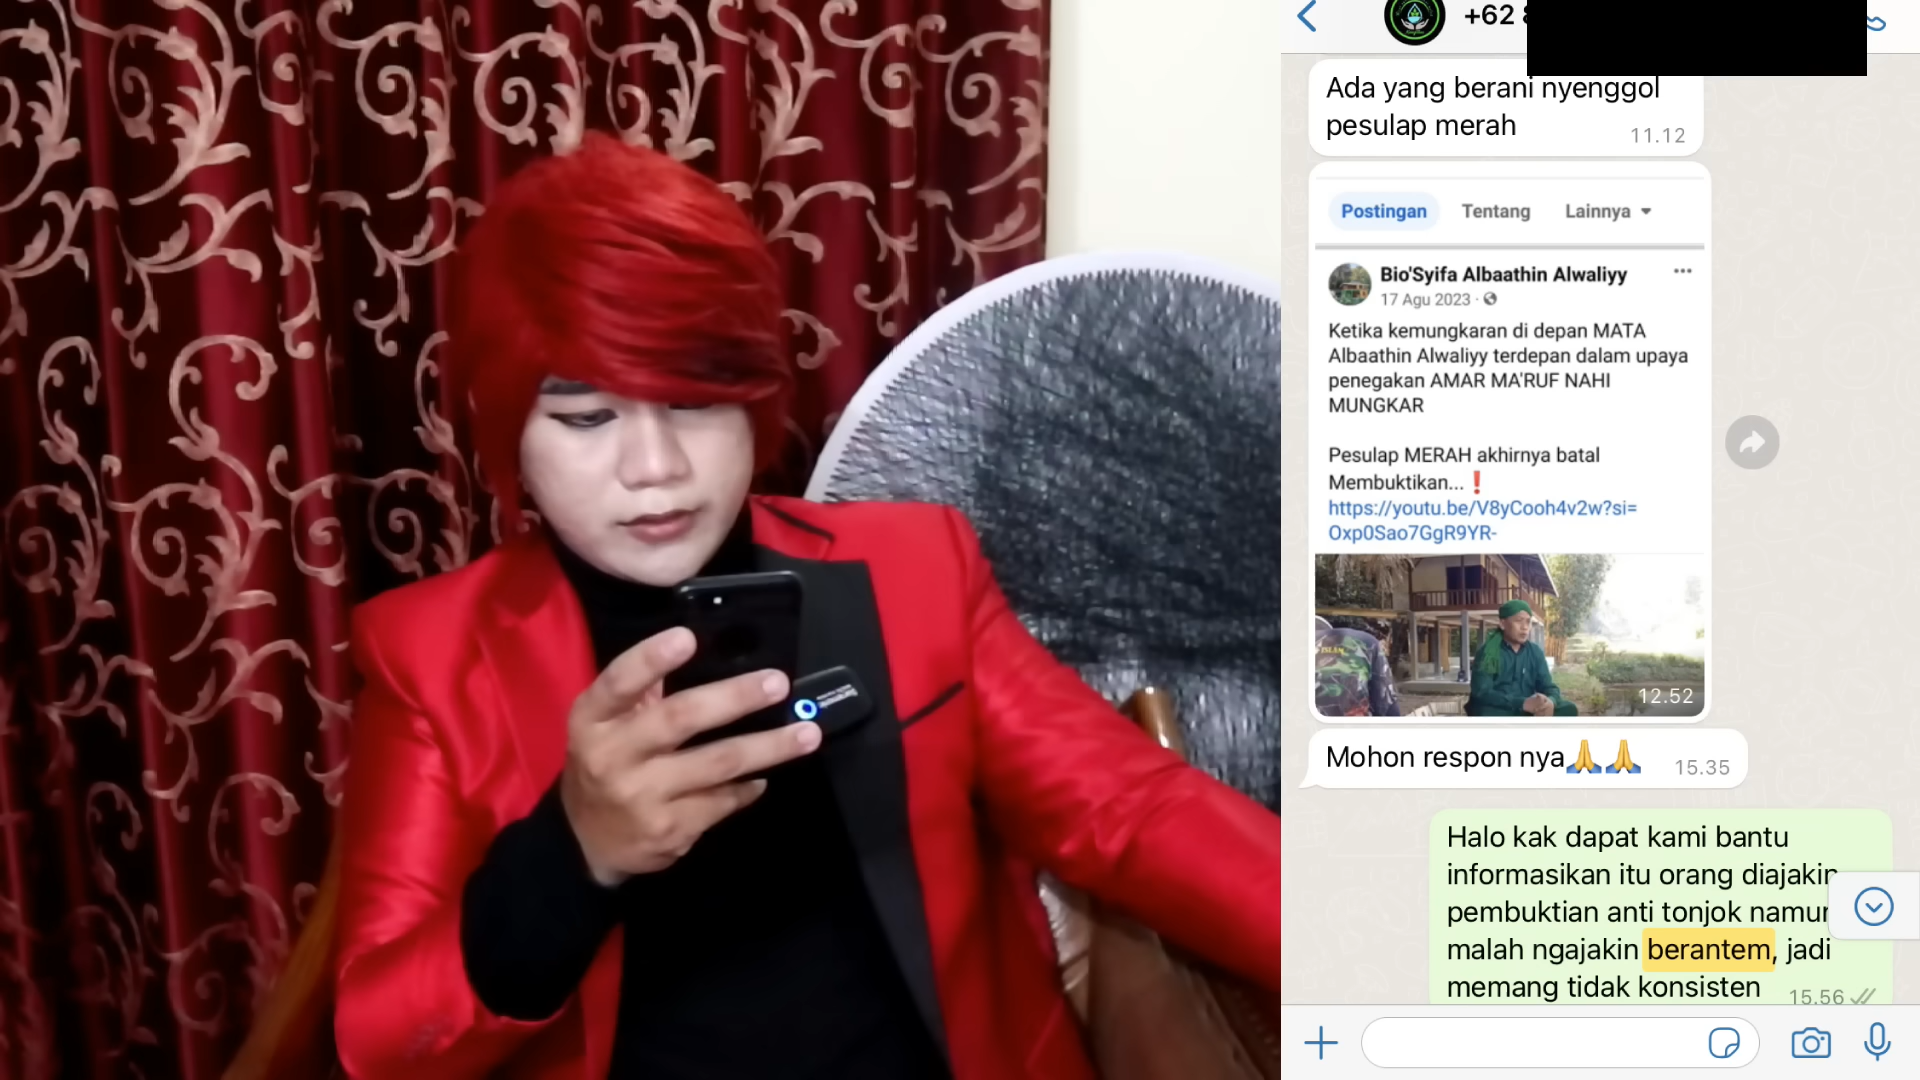 +62 8
Ada yang berani nyenggol
pesulap merah
11.12
Postingan Tentang Lainnya
Bio'Syifa Albaathin Alwaliyy
17 Agu 2023
Ketika kemungkaran di depan MATA
Albaathin Alwaliyy terdepan dalam upaya
penegakan AMAR MA'RUF NAHI
MUNGKAR
Pesulap MERAH akhirnya batal
Membuktikan...❗
https://youtu.be/V8yCooh4v2w?si=
Oxp0Sao7GgR9YR-
ISLAM
12.52
Mohon respon nya🙏🙏
15.35
Halo kak dapat kami bantu
informasikan itu orang diajakin
pembuktian anti tonjok namun
malah ngajakin berantem, jadi
memang tidak konsisten
15.56